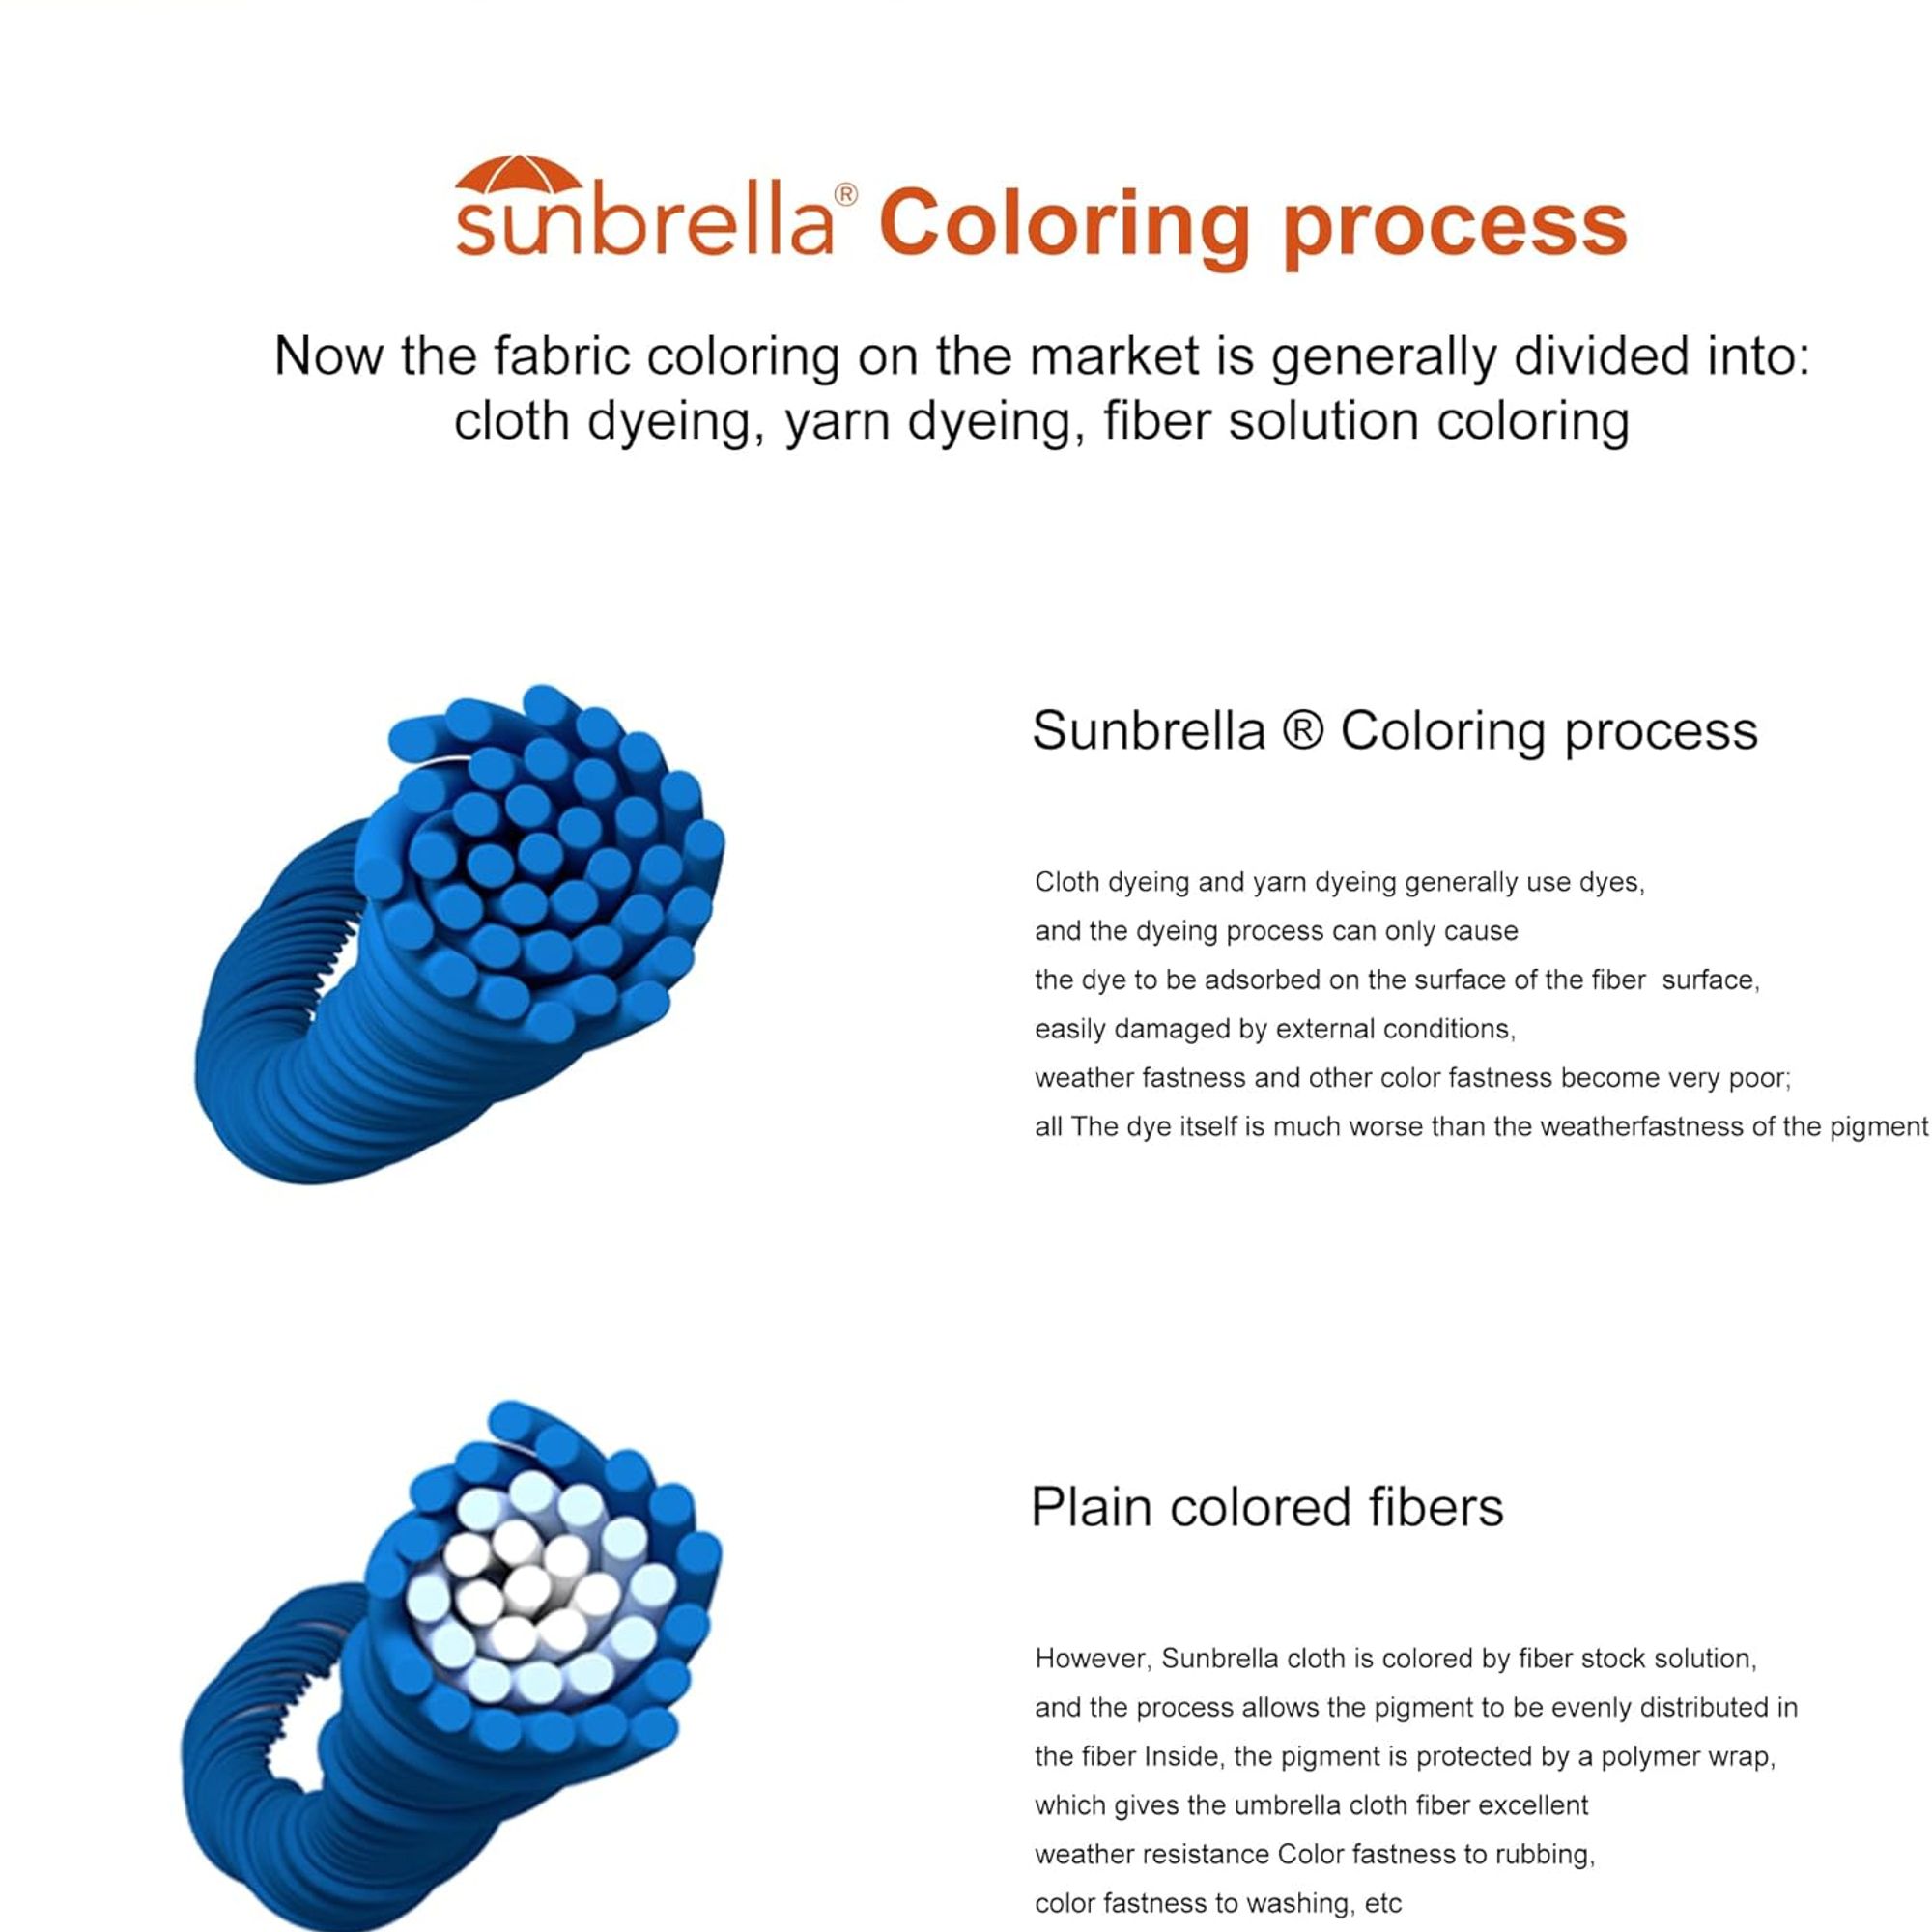 sunbrella® Coloring process
Now the fabric coloring on the market is generally divided into:
cloth dyeing, yarn dyeing, fiber solution coloring
Sunbrella ® Coloring process
Cloth dyeing and yarn dyeing generally use dyes,
and the dyeing process can only cause
the dye to be adsorbed on the surface of the fiber surface,
easily damaged by external conditions,
weather fastness and other color fastness become very poor;
all The dye itself is much worse than the weatherfastness of the pigment
Plain colored fibers
However, Sunbrella cloth is colored by fiber stock solution,
and the process allows the pigment to be evenly distributed in
the fiber Inside, the pigment is protected by a polymer wrap,
which gives the umbrella cloth fiber excellent
weather resistance Color fastness to rubbing,
color fastness to washing, etc